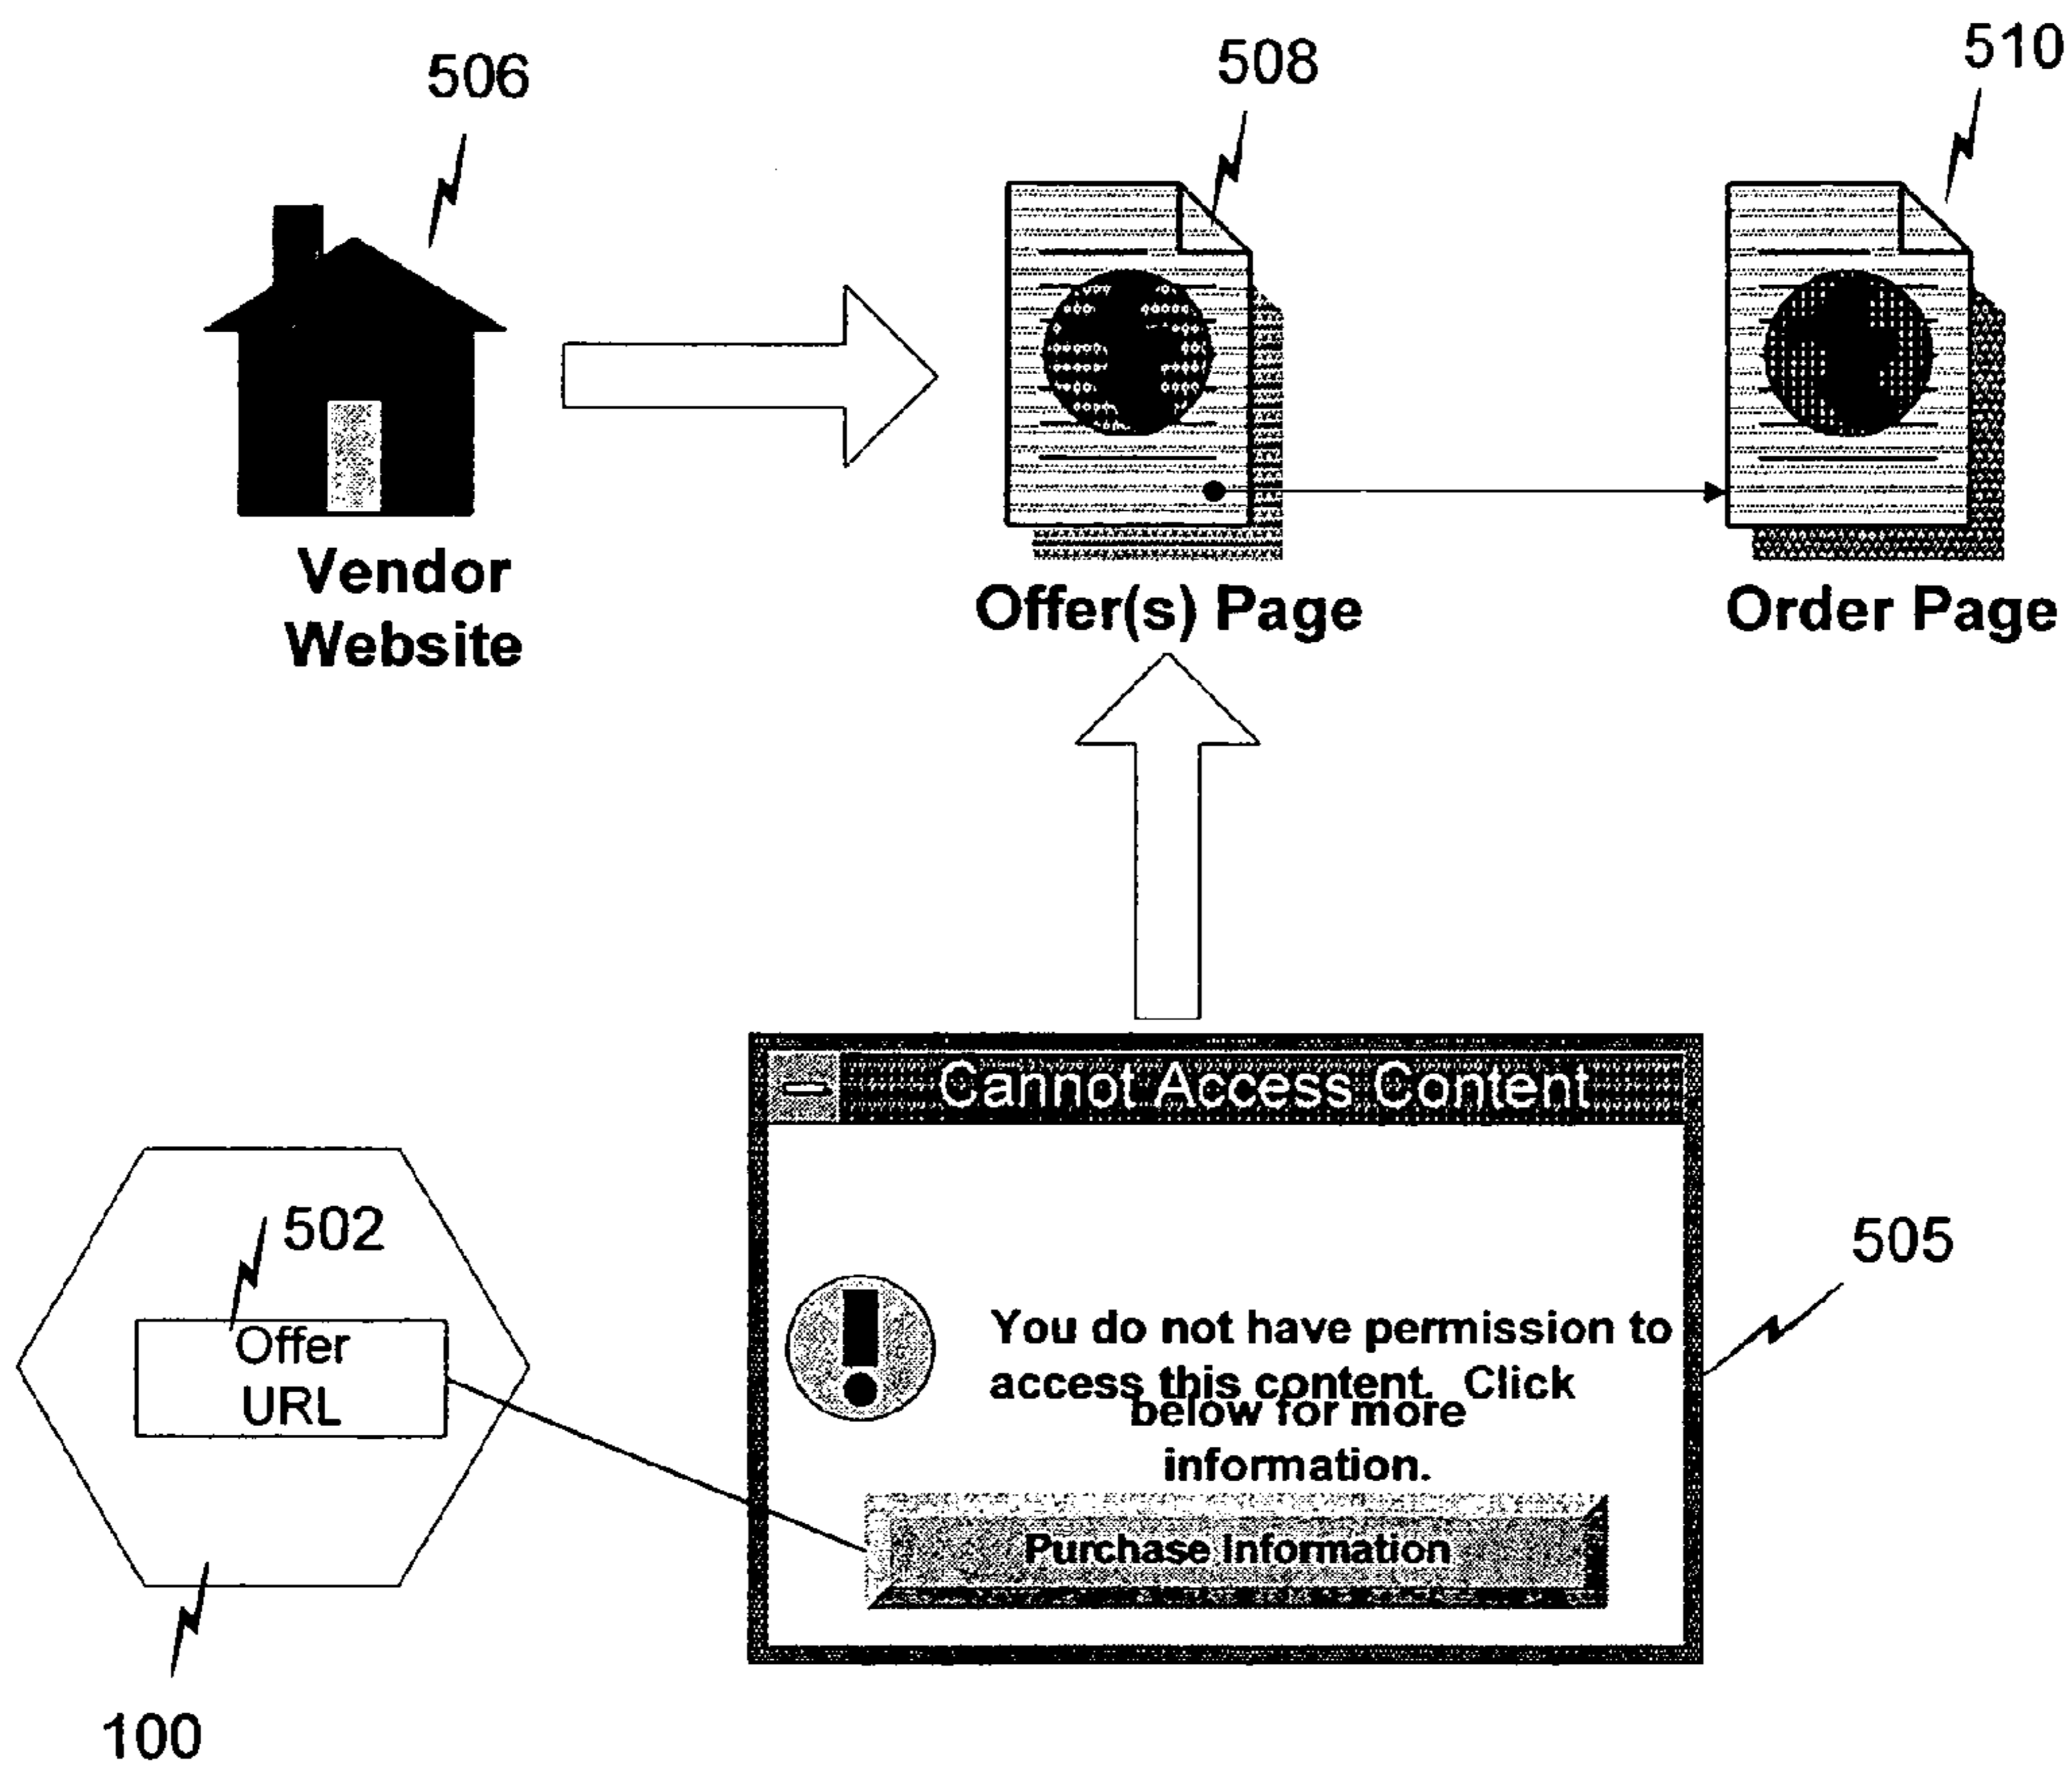 506
508
510
Vendor
Website
Offer(s) Page
Order Page
Cannot Access Content
502
Offer
URL
505
You do not have permission to
access this content. Click
below for more
information.
Purchase Information
100